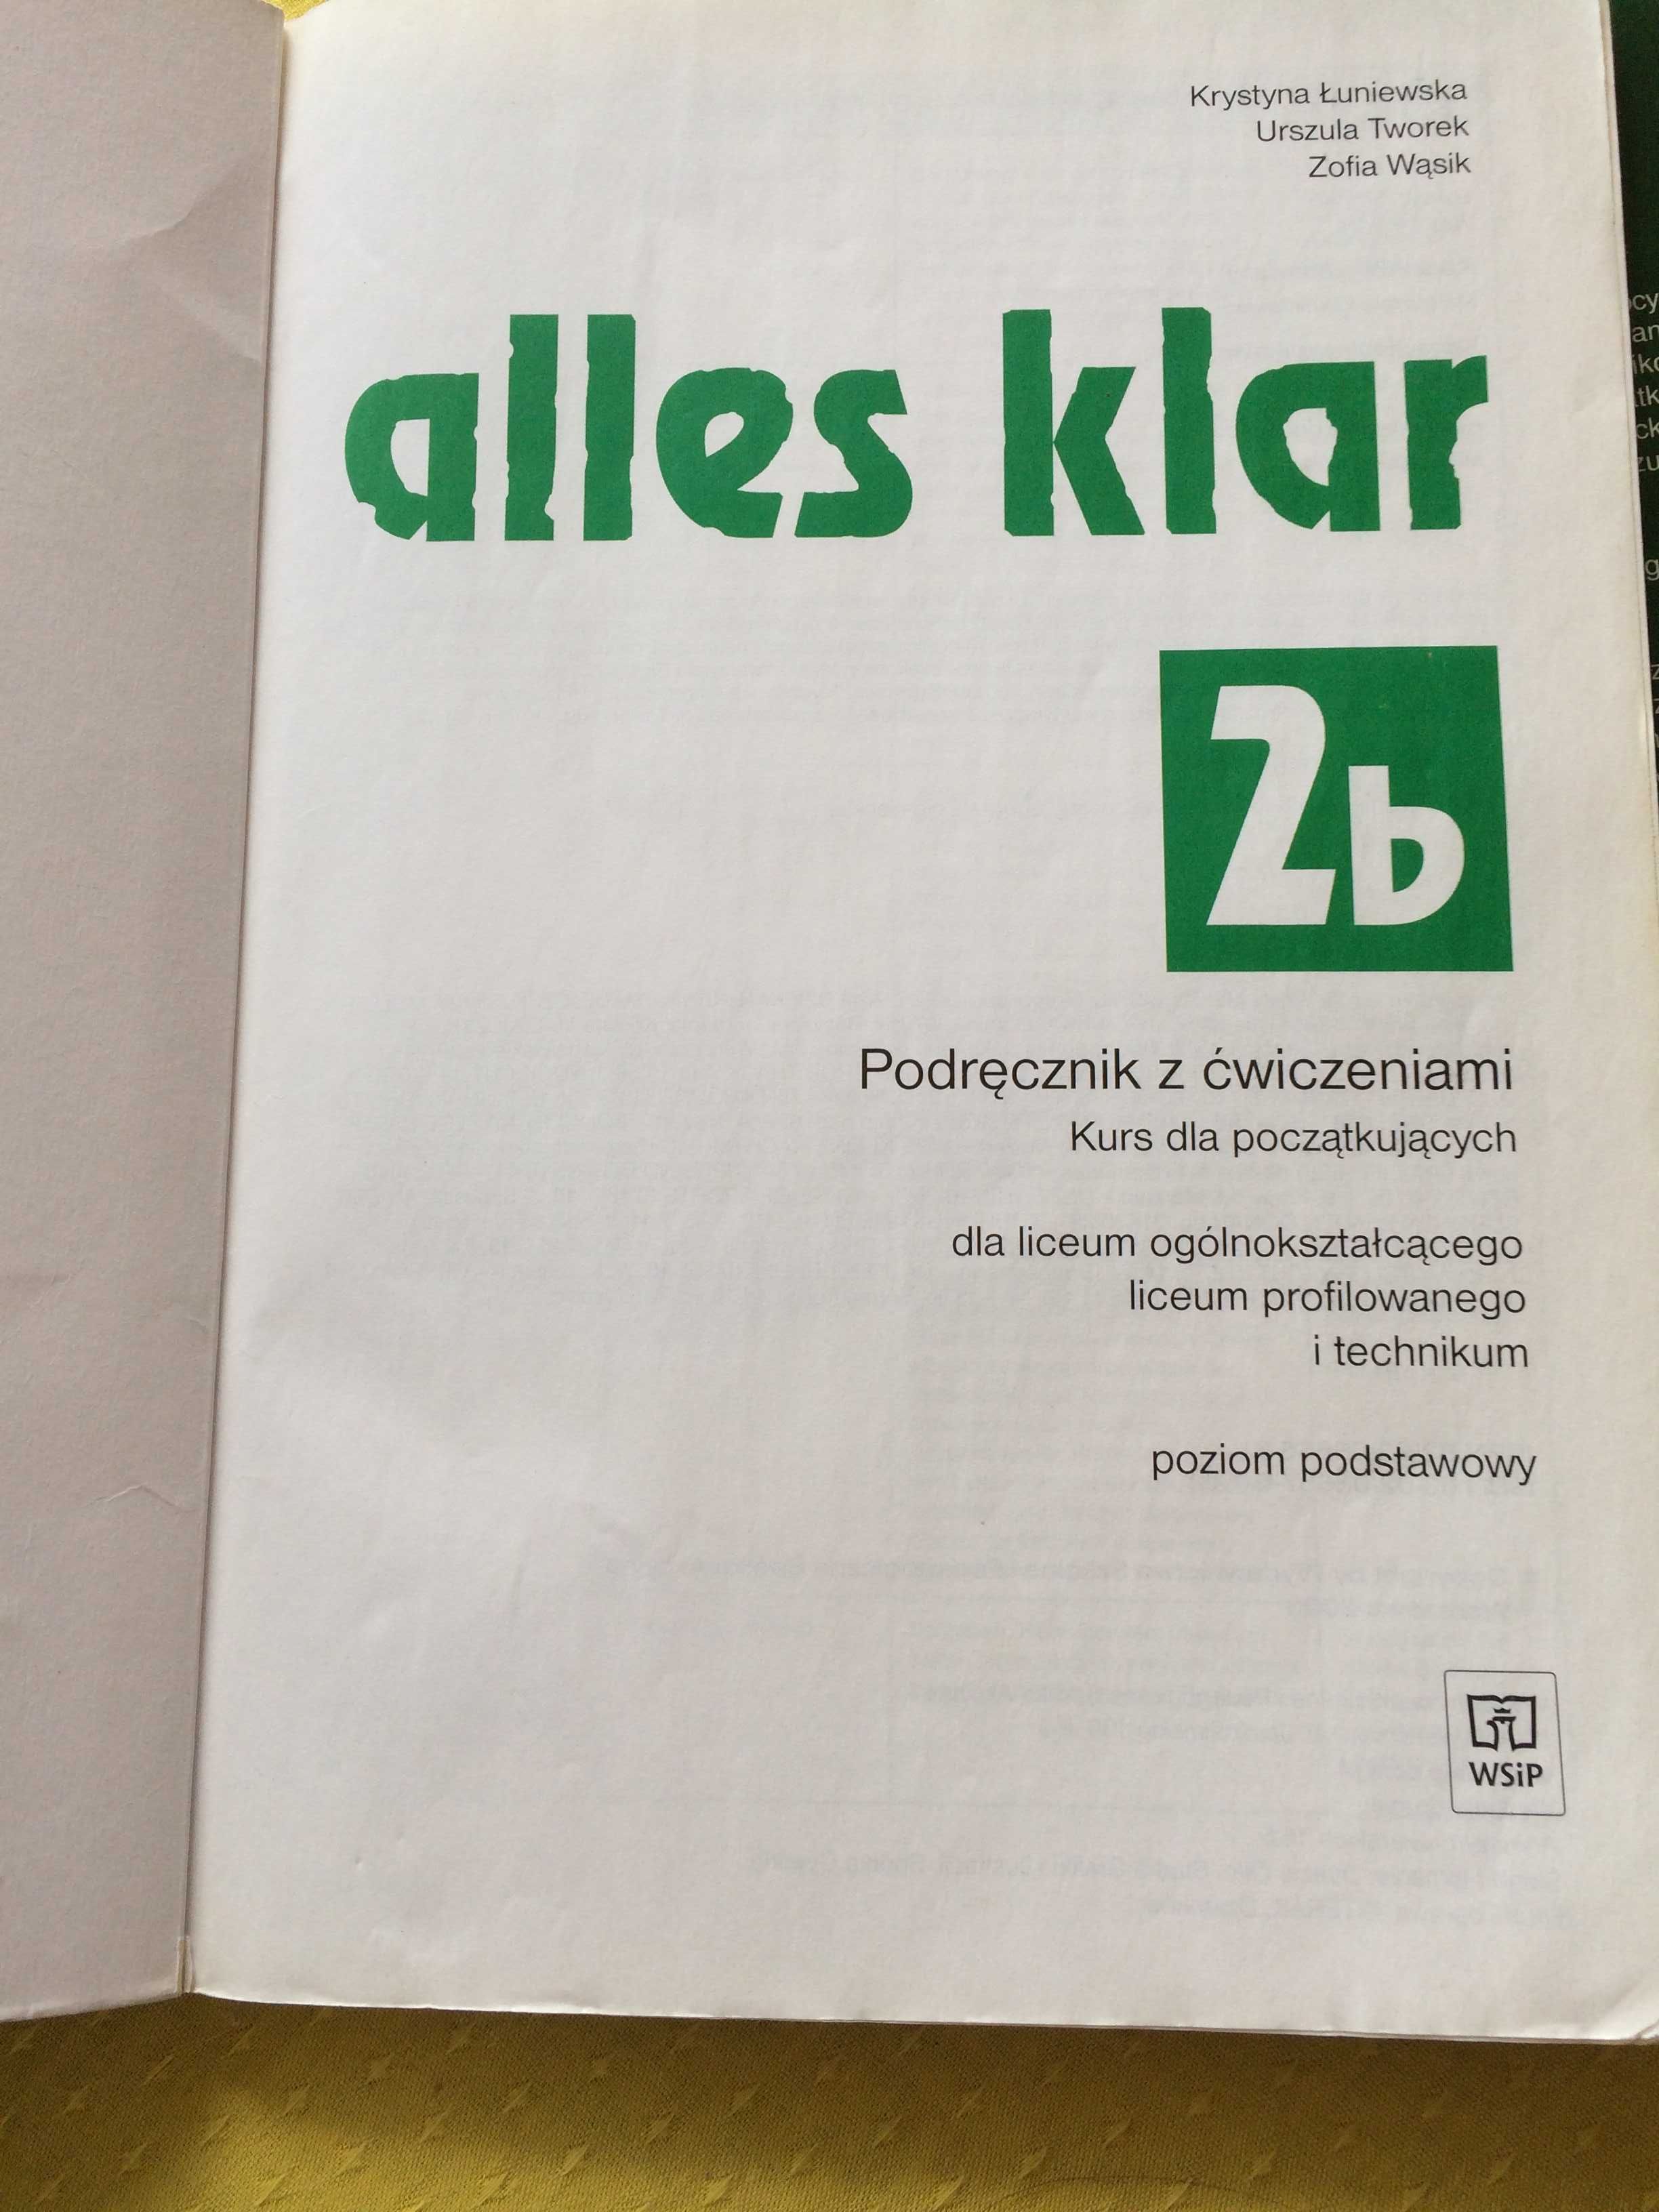 Krystyna Łuniewska
Urszula Tworek
Zofia Wąsik
alles klar
2b
Podręcznik z ćwiczeniami
Kurs dla początkujących
dla liceum ogólnokształcącego
liceum profilowanego
i technikum
poziom podstawowy
WSiP